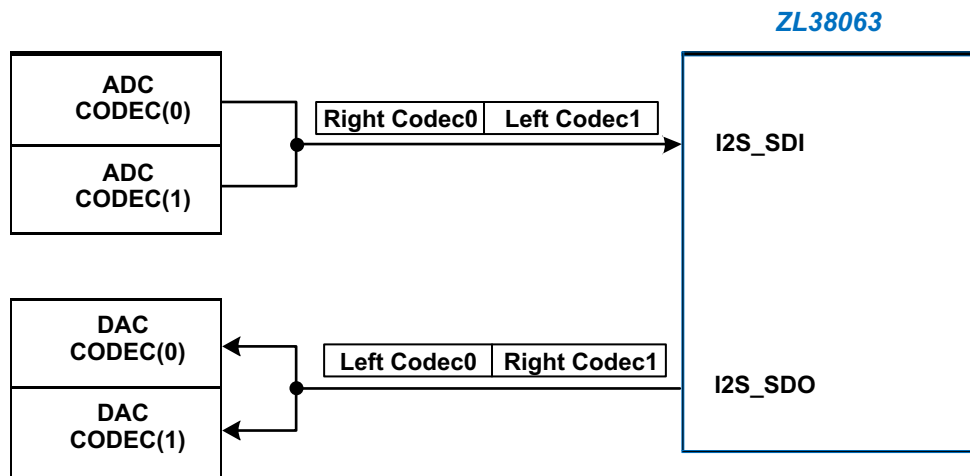 ZL38063
ADC
CODEC(0)
ADC
CODEC(1)
Right Codec0 Left Codec1
I2S_SDI
DAC
CODEC(0)
DAC
CODEC(1)
Left Codec0 Right Codec1
I2S_SDO